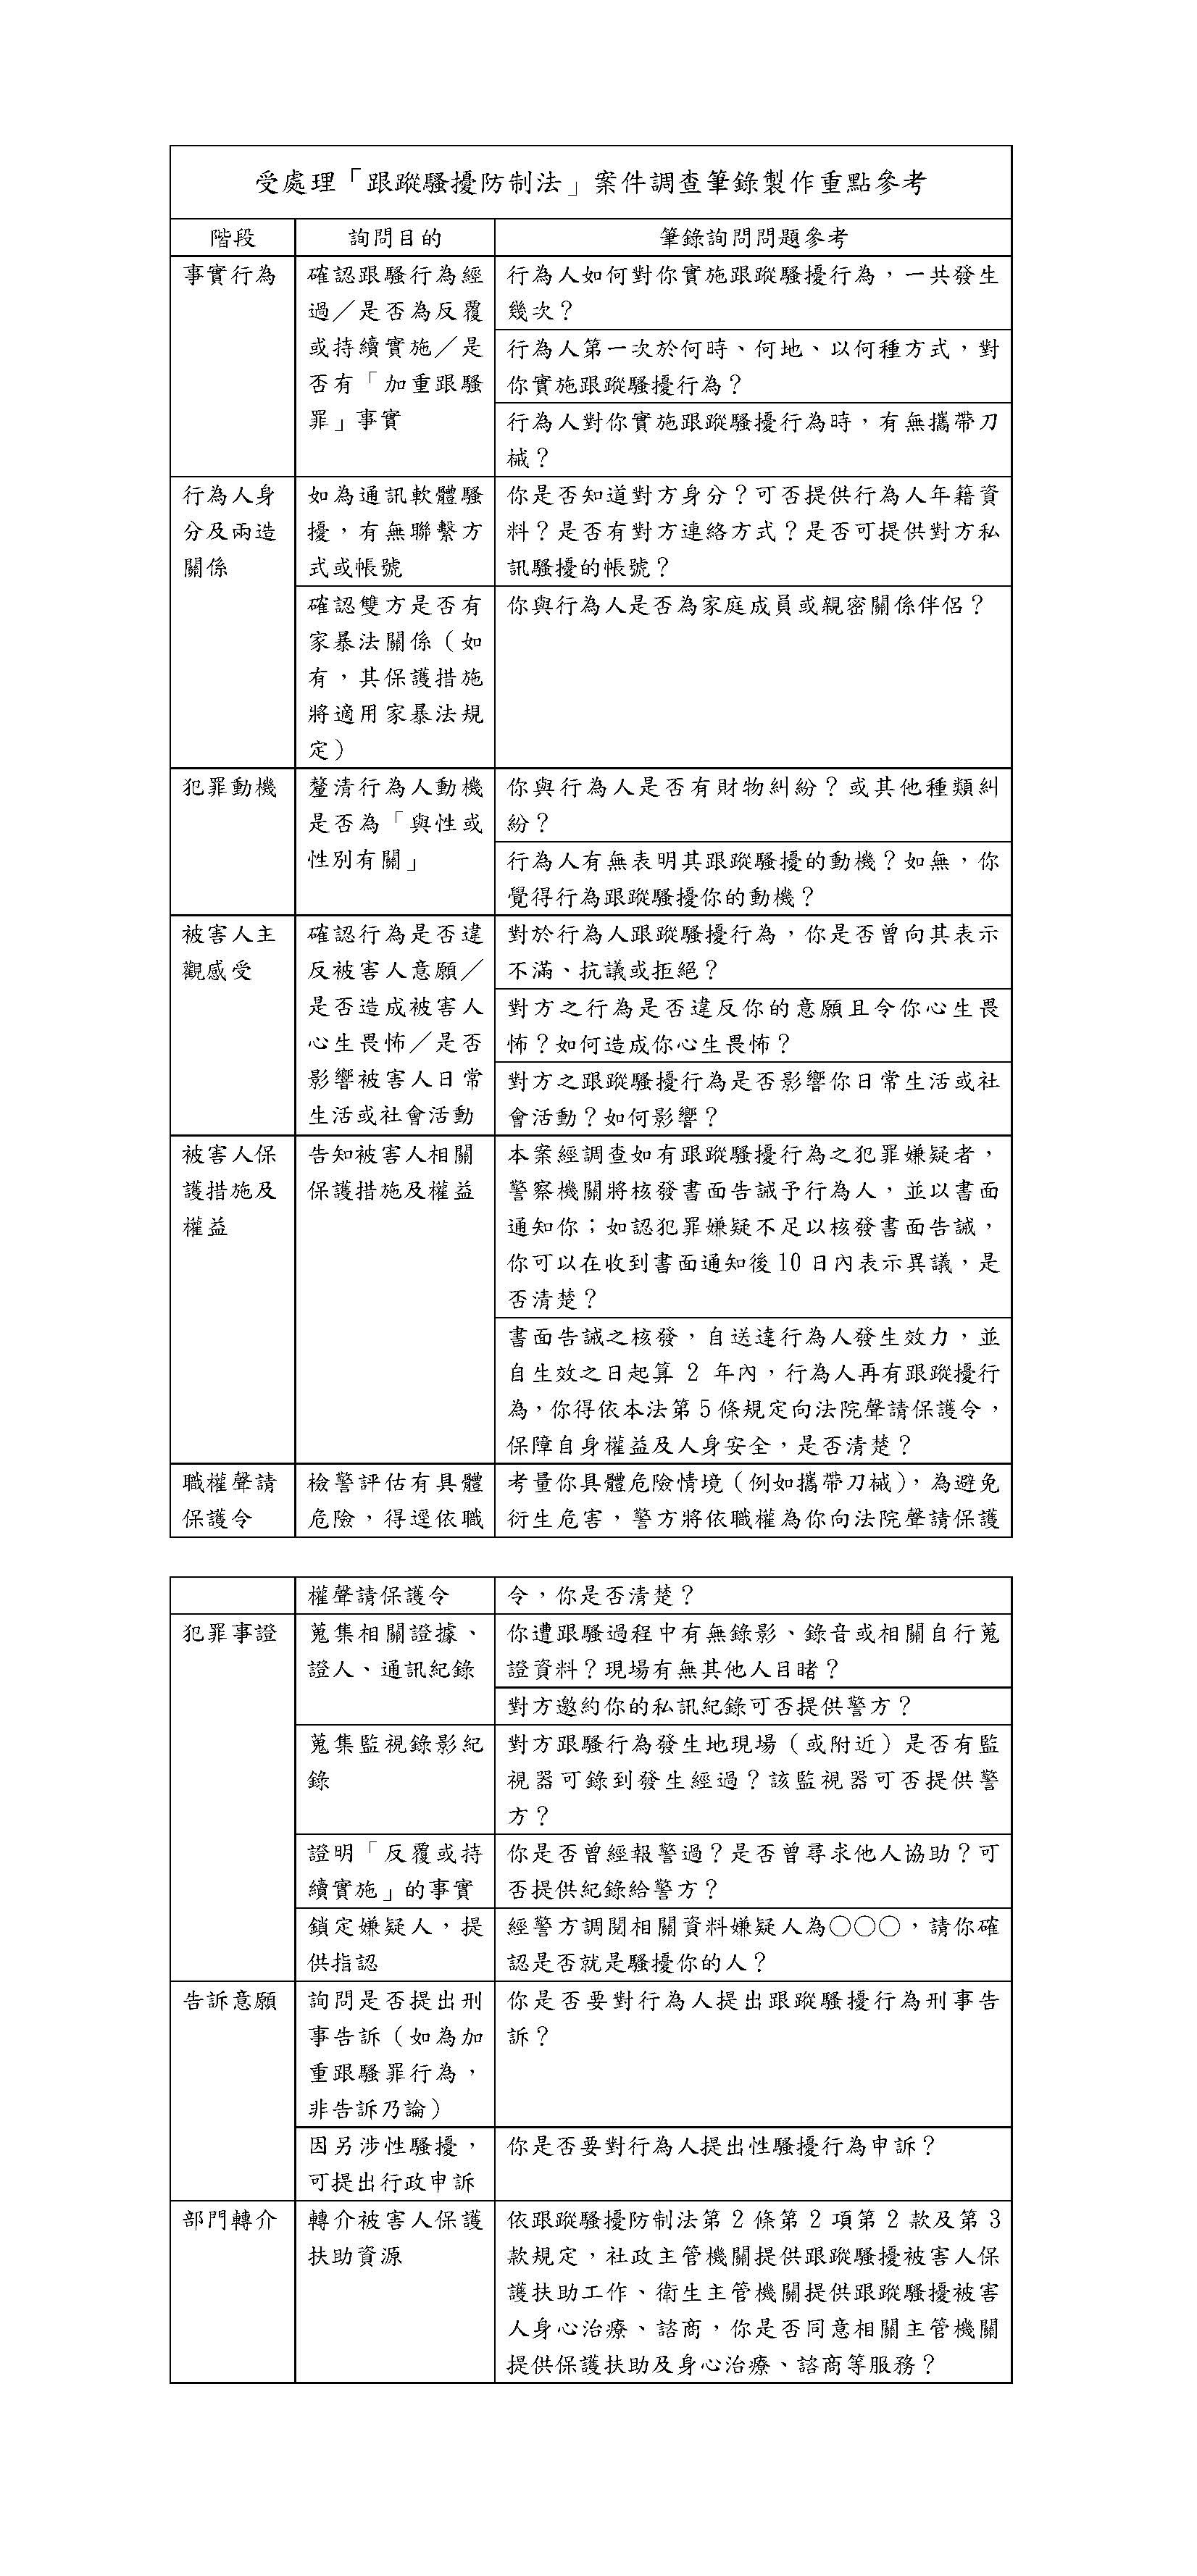 受處理「跟蹤騷擾防制法」案件調查筆錄製作重點參考
階段
詢問目的
筆錄詢問問題參考
事實行為
確認跟騷行為經
過／是否為反覆
或持續實施／是
否有「加重跟騷
罪」事實
行為人如何對你實施跟蹤騷擾行為，一共發生
幾次？
行為人第一次於何時、何地、以何種方式，對
你實施跟蹤騷擾行為？
行為人對你實施跟蹤騷擾行為時，有無攜帶刀
械？
行為人身
分及兩造
關係
如為通訊軟體騷
擾，有無聯繫方
式或帳號
你是否知道對方身分？可否提供行為人年籍資
料？是否有對方連絡方式？是否可提供對方私
訊騷擾的帳號？
確認雙方是否有
家暴法關係（如
有，其保護措施
將適用家暴法規
定）
你與行為人是否為家庭成員或親密關係伴侶？
犯罪動機
釐清行為人動機
是否為「與性或
性別有關」
你與行為人是否有財物糾紛？或其他種類糾
紛？
行為人有無表明其跟蹤騷擾的動機？如無，你
覺得行為跟蹤騷擾你的動機？
被害人主
觀感受
確認行為是否違
反被害人意願／
是否造成被害人
心生畏怖／是否
影響被害人日常
生活或社會活動
對於行為人跟蹤騷擾行為，你是否曾向其表示
不滿、抗議或拒絕？
對方之行為是否違反你的意願且令你心生畏
怖？如何造成你心生畏怖？
對方之跟蹤騷擾行為是否影響你日常生活或社
會活動？如何影響？
被害人保
護措施及
權益
告知被害人相關
保護措施及權益
本案經調查如有跟蹤騷擾行為之犯罪嫌疑者，
警察機關將核發書面告誡予行為人，並以書面
通知你；如認犯罪嫌疑不足以核發書面告誡，
你可以在收到書面通知後10日內表示異議，是
否清楚？
書面告誡之核發，自送達行為人發生效力，並
自生效之日起算 2 年內，行為人再有跟蹤擾行
為，你得依本法第5條規定向法院聲請保護令，
保障自身權益及人身安全，是否清楚？
職權聲請
保護令
檢警評估有具體
危險，得逕依職
考量你具體危險情境（例如攜帶刀械），為避免
衍生危害，警方將依職權為你向法院聲請保護
權聲請保護令
令，你是否清楚？
犯罪事證
蒐集相關證據、
證人、通訊紀錄
你遭跟騷過程中有無錄影、錄音或相關自行蒐
證資料？現場有無其他人目睹？
對方邀約你的私訊紀錄可否提供警方？
蒐集監視錄影紀
錄
對方跟騷行為發生地現場（或附近）是否有監
視器可錄到發生經過？該監視器可否提供警
方？
證明「反覆或持
續實施」的事實
你是否曾經報警過？是否曾尋求他人協助？可
否提供紀錄給警方？
鎖定嫌疑人，提
供指認
經警方調閱相關資料嫌疑人為○○○，請你確
認是否就是騷擾你的人？
告訴意願
詢問是否提出刑
事告訴（如為加
重跟騷罪行為，
非告訴乃論）
你是否要對行為人提出跟蹤騷擾行為刑事告
訴？
因另涉性騷擾，
可提出行政申訴
你是否要對行為人提出性騷擾行為申訴？
部門轉介
轉介被害人保護
扶助資源
依跟蹤騷擾防制法第 2 條第 2 項第 2 款及第 3
款規定，社政主管機關提供跟蹤騷擾被害人保
護扶助工作、衛生主管機關提供跟蹤騷擾被害
人身心治療、諮商，你是否同意相關主管機關
提供保護扶助及身心治療、諮商等服務？